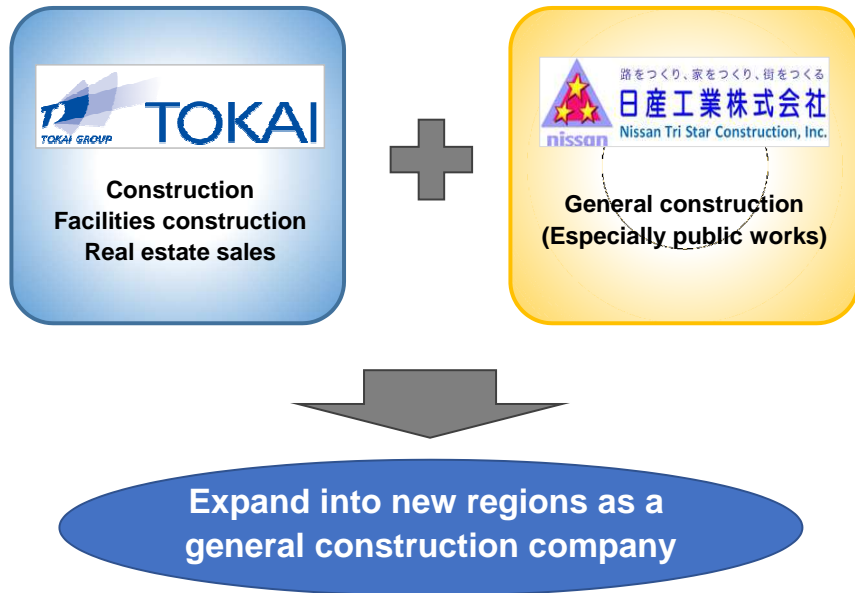 TOKAI GROUP
TOKAI
Construction
Facilities construction
Real estate sales
nissan
路をつくり、家をつくり、街をつくる
日産工業株式会社
Nissan Tri Star Construction, Inc.
General construction
(Especially public works)
Expand into new regions as a
general construction company